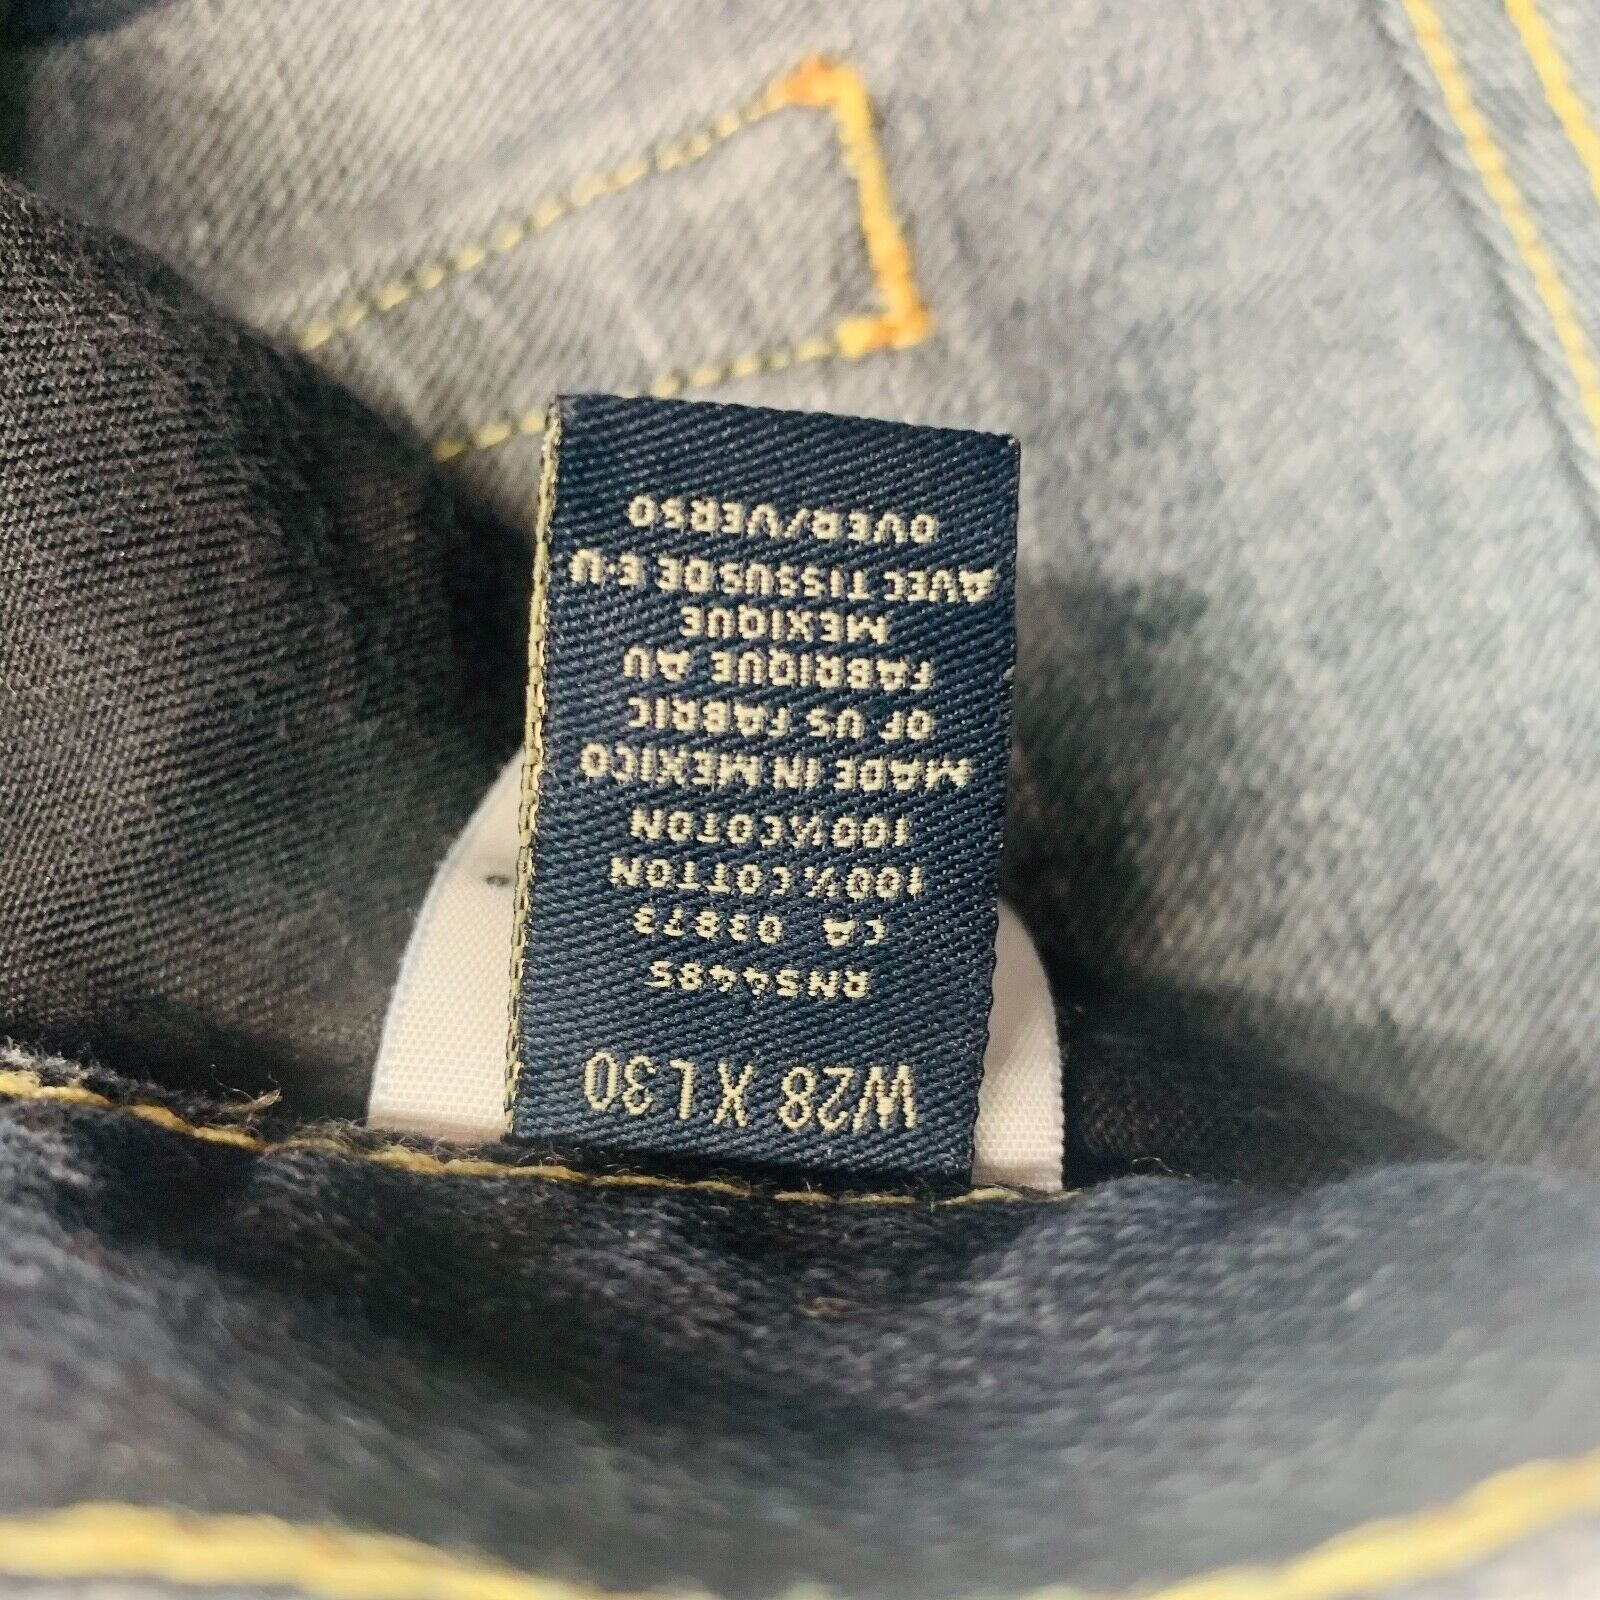 W28 X L30
RN54485
CA 03873
100% COTTON
100% COTON
MADE IN MEXICO
OF US FABRIC
FABRIQUE AU
MEXIQUE
AVEC TISSUS DE E-U
OVER/VERSO